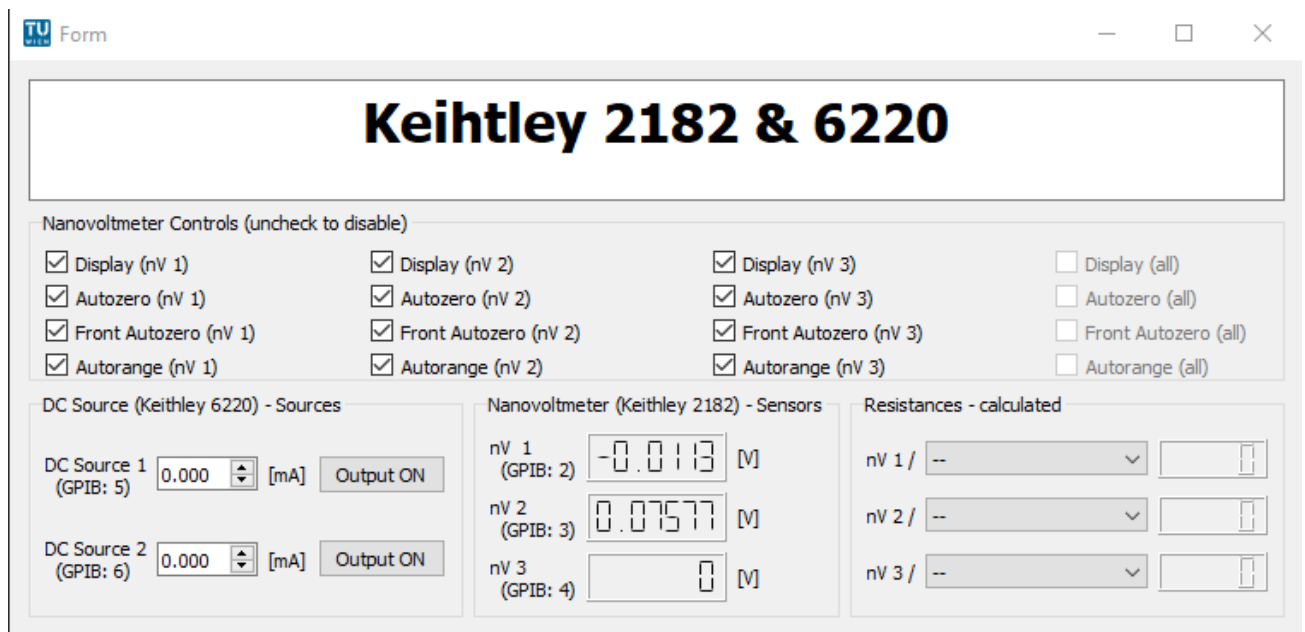 TU
WIEN
Form
Keihtley 2182 & 6220
Nanovoltmeter Controls (uncheck to disable)
Display (nV 1) Display (nV 2) Display (nV 3) Display (all)
Autozero (nV 1) Autozero (nV 2) Autozero (nV 3) Autozero (all)
Front Autozero (nV 1) Front Autozero (nV 2) Front Autozero (nV 3) Front Autozero (all)
Autorange (nV 1) Autorange (nV 2) Autorange (nV 3) Autorange (all)
DC Source (Keithley 6220) - Sources
DC Source 1
(GPIB: 5)
0.000 [mA] Output ON
DC Source 2
(GPIB: 6)
0.000 [mA] Output ON
Nanovoltmeter (Keithley 2182) - Sensors
nV 1
(GPIB: 2)
-0.0113 [V]
nV 2
(GPIB: 3)
0.07577 [V]
nV 3
(GPIB: 4)
0 [V]
Resistances - calculated
nV 1 / -- 0
nV 2 / -- 0
nV 3 / -- 0